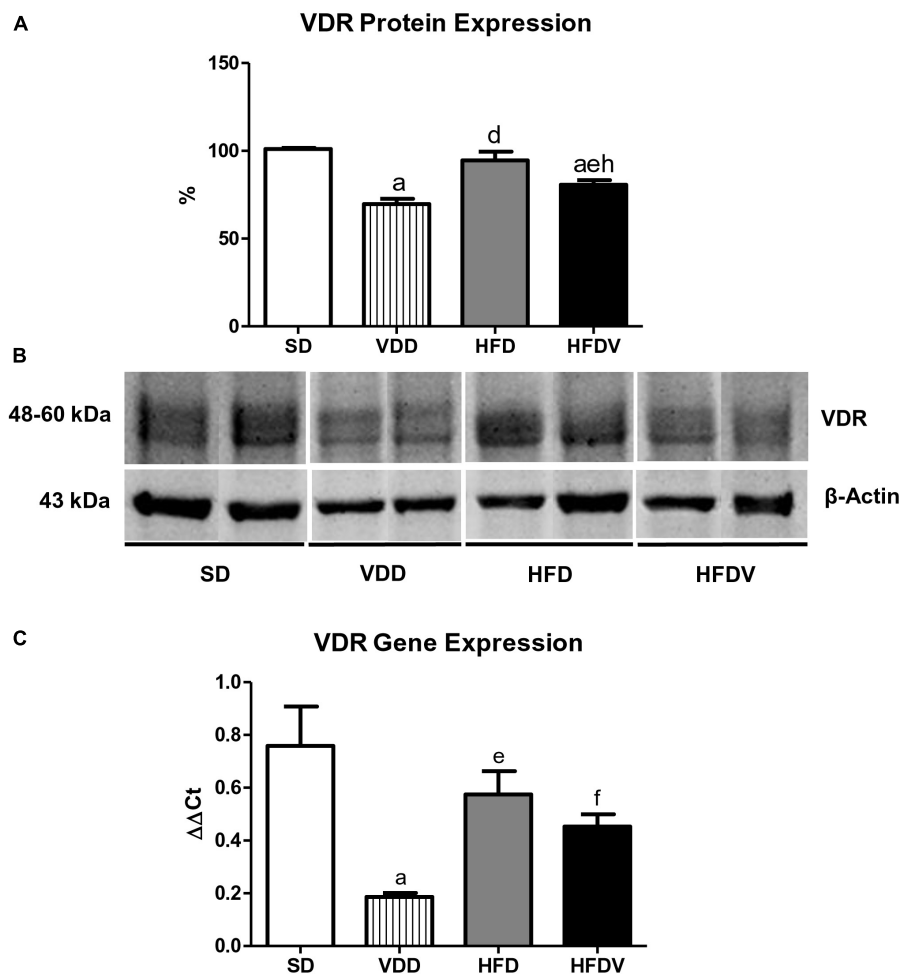 A
VDR Protein Expression
150
100
50
0
%
a
d
aeh
SD VDD HFD HFDV
B
48-60 kDa
VDR
43 kDa
β-Actin
SD VDD HFD HFDV
C
VDR Gene Expression
1.0
0.8
0.6
0.4
0.2
0.0
ΔΔCt
a
e
f
SD VDD HFD HFDV